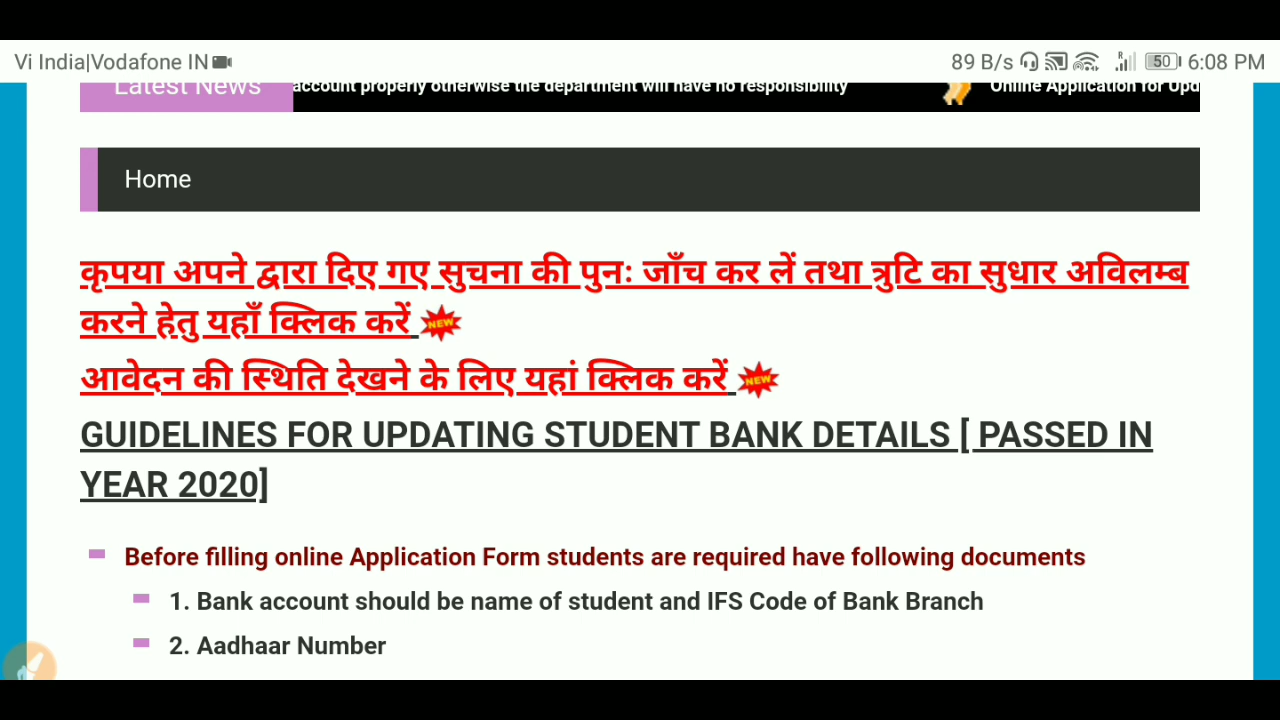 Vi India|Vodafone IN
89 B/s R 50 6:08 PM
Latest News account properly otherwise the department will have no responsibility Online Application for Upd
Home
कृपया अपने द्वारा दिए गए सुचना की पुनः जाँच कर लें तथा त्रुटि का सुधार अविलम्ब
करने हेतु यहाँ क्लिक करें NEW
आवेदन की स्थिति देखने के लिए यहां क्लिक करें NEW
GUIDELINES FOR UPDATING STUDENT BANK DETAILS [ PASSED IN
YEAR 2020]
Before filling online Application Form students are required have following documents
1. Bank account should be name of student and IFS Code of Bank Branch
2. Aadhaar Number